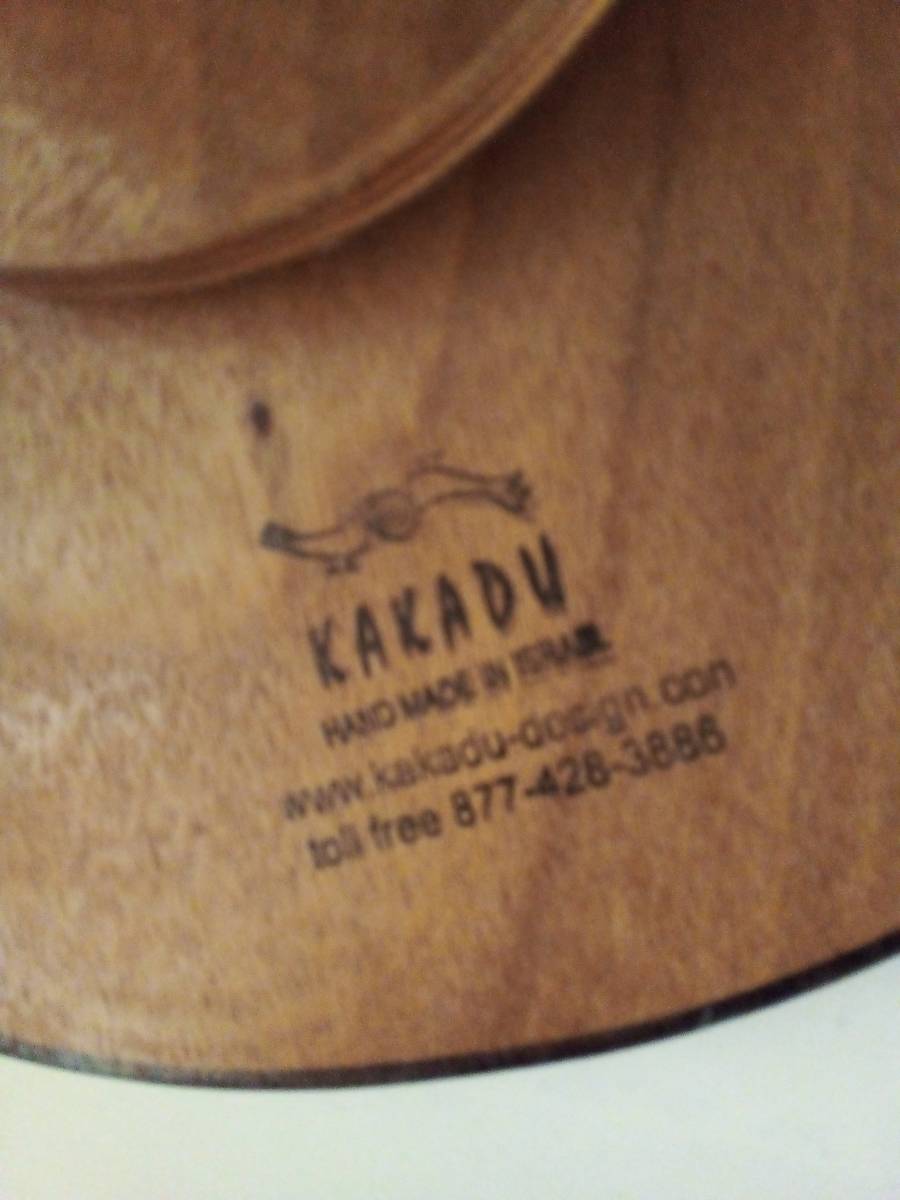 KAKADU
HAND MADE IN ISRAEL
www.kakadu-design.com
toll free 877-428-3886